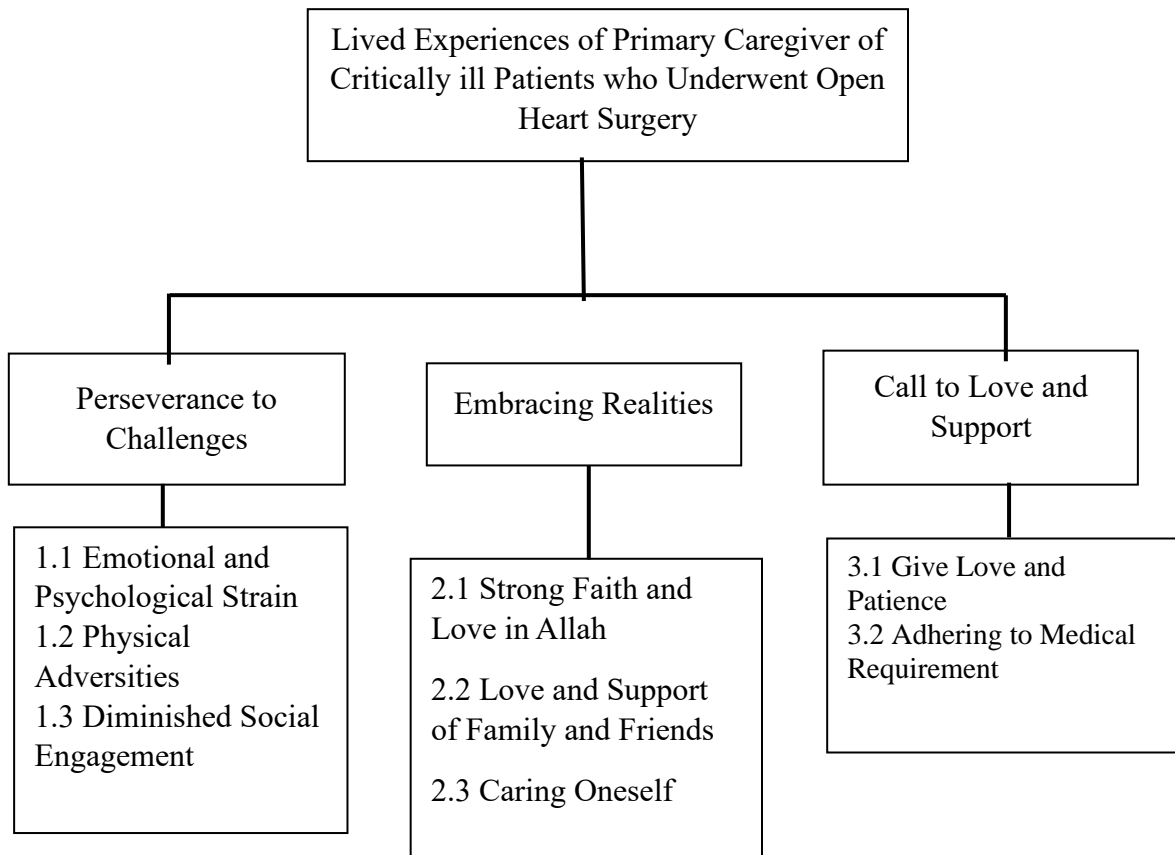 Lived Experiences of Primary Caregiver of
Critically ill Patients who Underwent Open
Heart Surgery
Perseverance to
Challenges
Embracing Realities
Call to Love and
Support
1.1 Emotional and
Psychological Strain
1.2 Physical
Adversities
1.3 Diminished Social
Engagement
2.1 Strong Faith and
Love in Allah
2.2 Love and Support
of Family and Friends
2.3 Caring Oneself
3.1 Give Love and
Patience
3.2 Adhering to Medical
Requirement